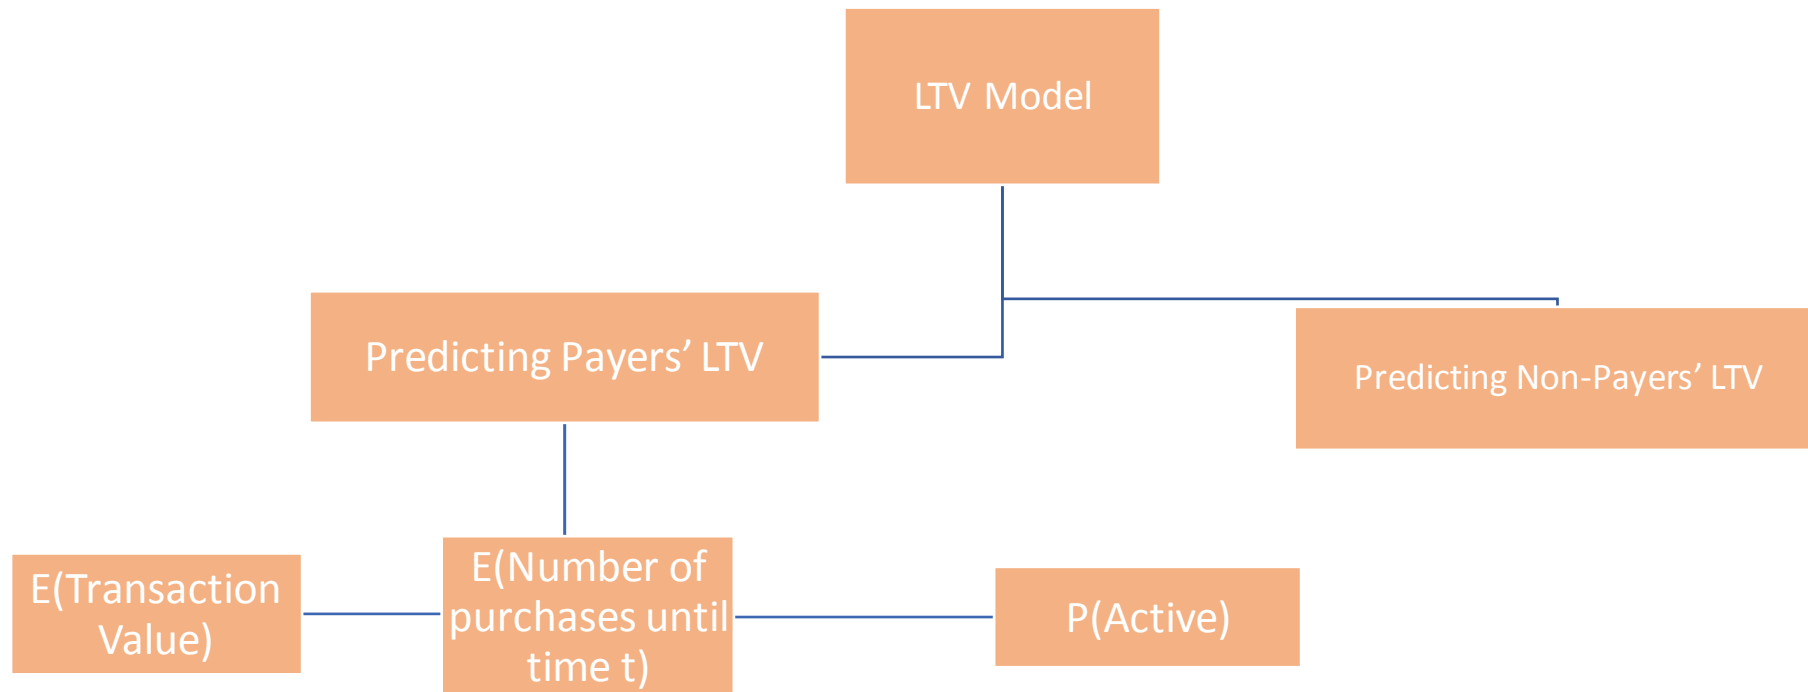 LTV Model
Predicting Payers’ LTV
Predicting Non-Payers’ LTV
E(Transaction
Value)
E(Number of
purchases until
time t)
P(Active)